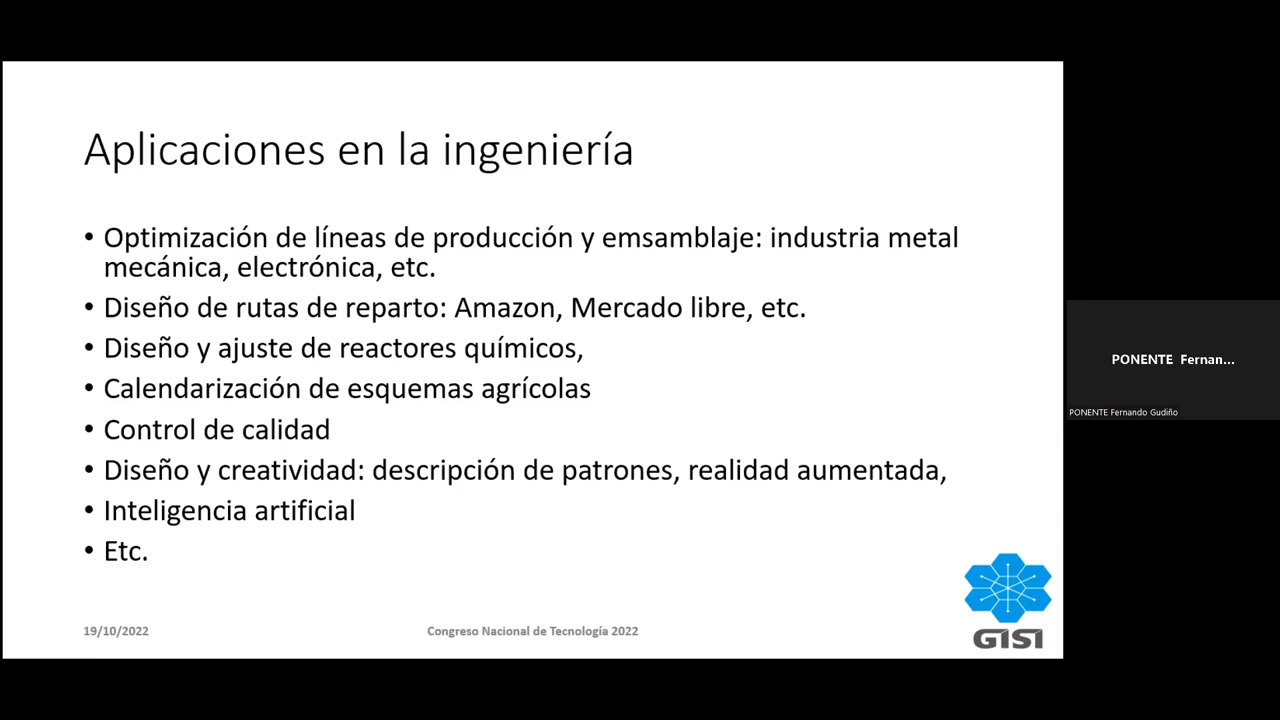 Aplicaciones en la ingeniería
• Optimización de líneas de producción y emsamblaje: industria metal
mecánica, electrónica, etc.
• Diseño de rutas de reparto: Amazon, Mercado libre, etc.
• Diseño y ajuste de reactores químicos,
• Calendarización de esquemas agrícolas
• Control de calidad
• Diseño y creatividad: descripción de patrones, realidad aumentada,
• Inteligencia artificial
• Etc.
19/10/2022
Congreso Nacional de Tecnología 2022
GISI
PONENTE Fernan...
PONENTE Fernando Gudiño